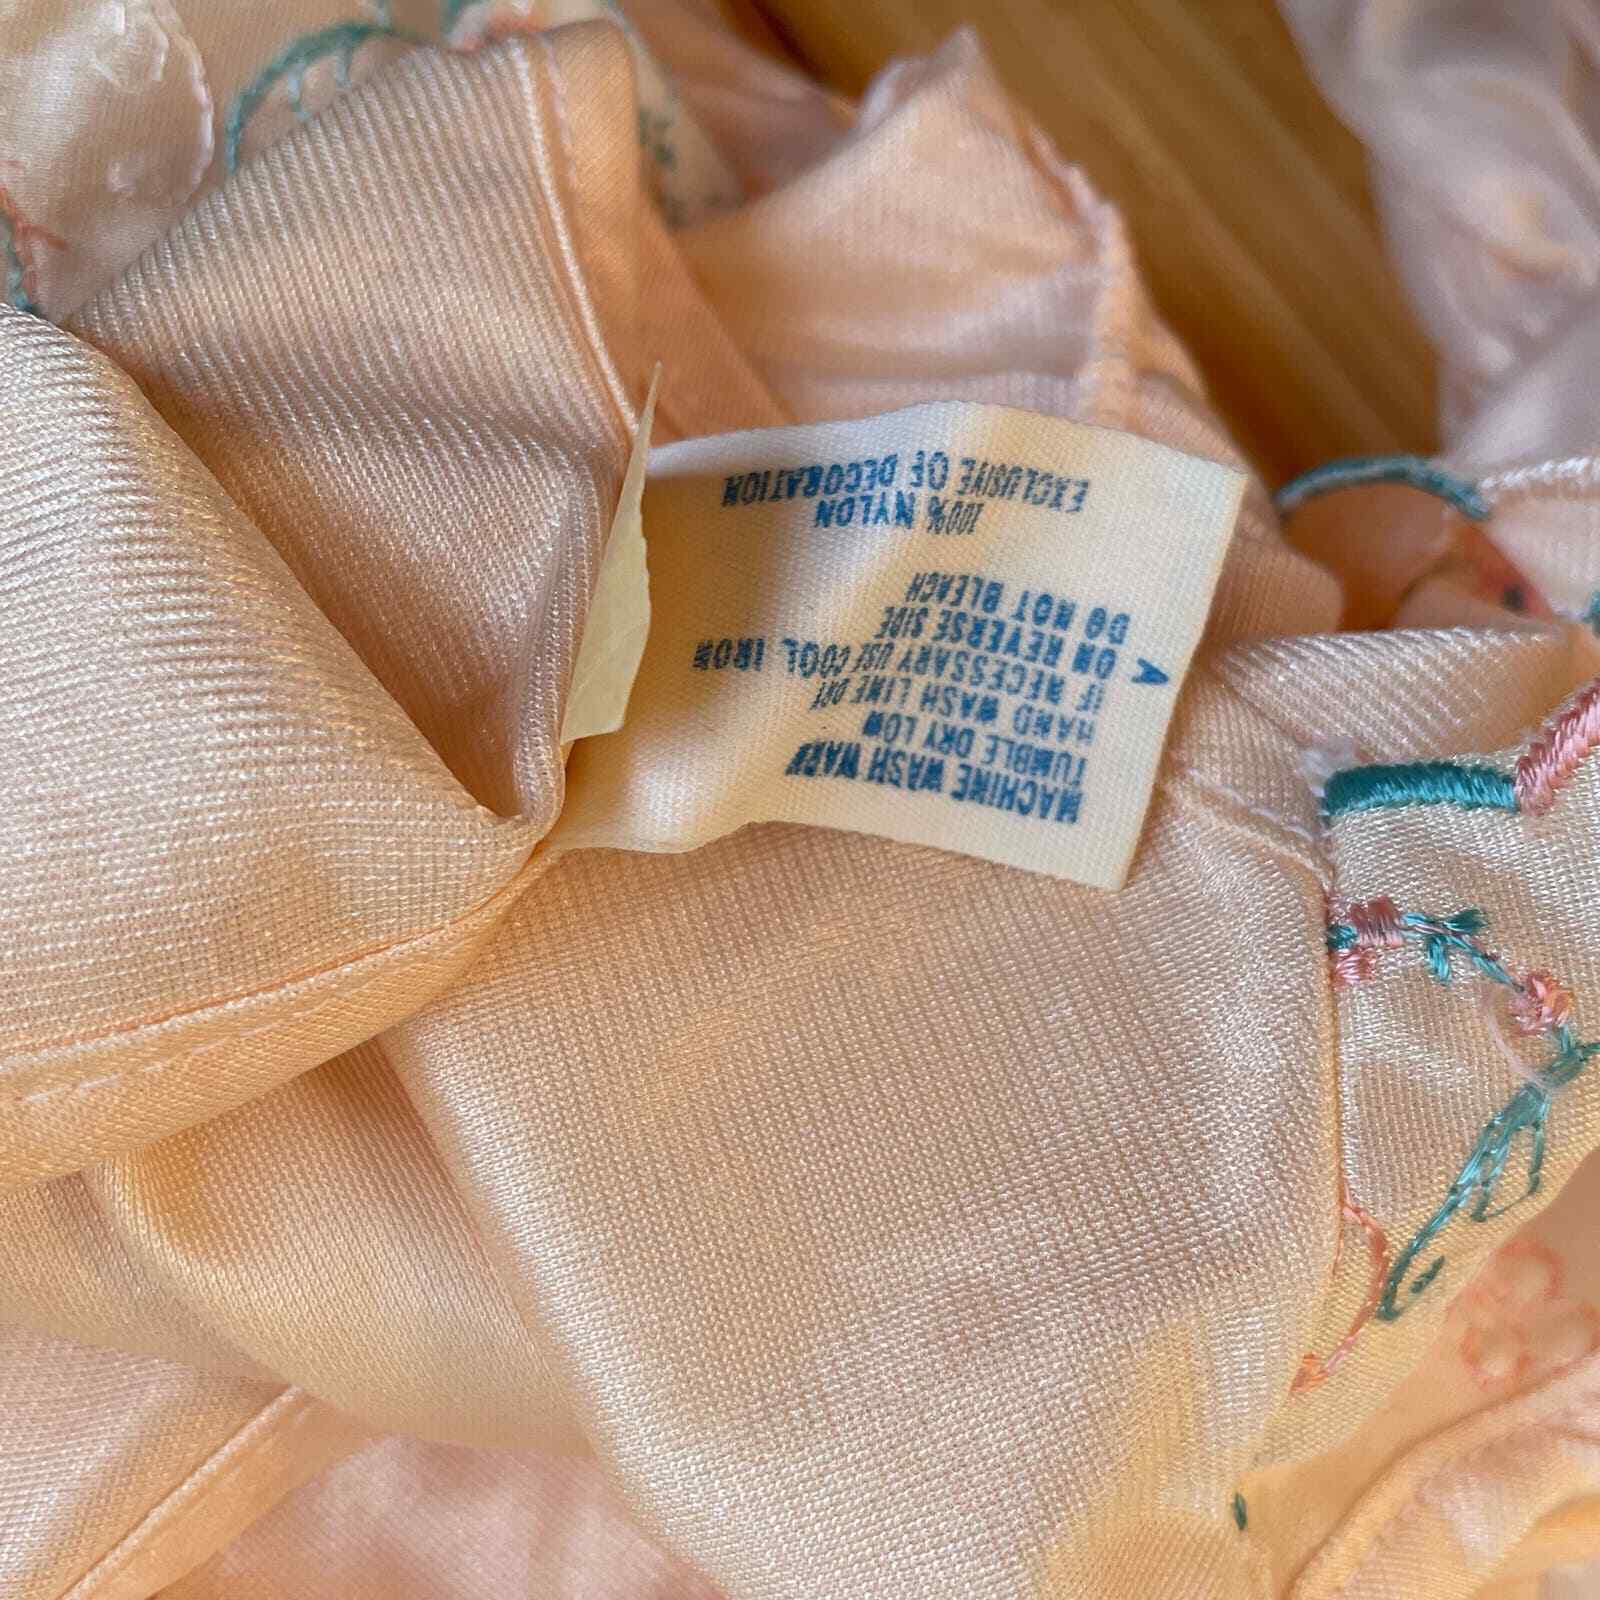 MACHINE WASH WARM
TUMBLE DRY LOW
HAND WASH LINE DRY
IF NECESSARY USE COOL IRON
ON REVERSE SIDE
DO NOT BLEACH
A
100% NYLON
EXCLUSIVE OF DECORATION